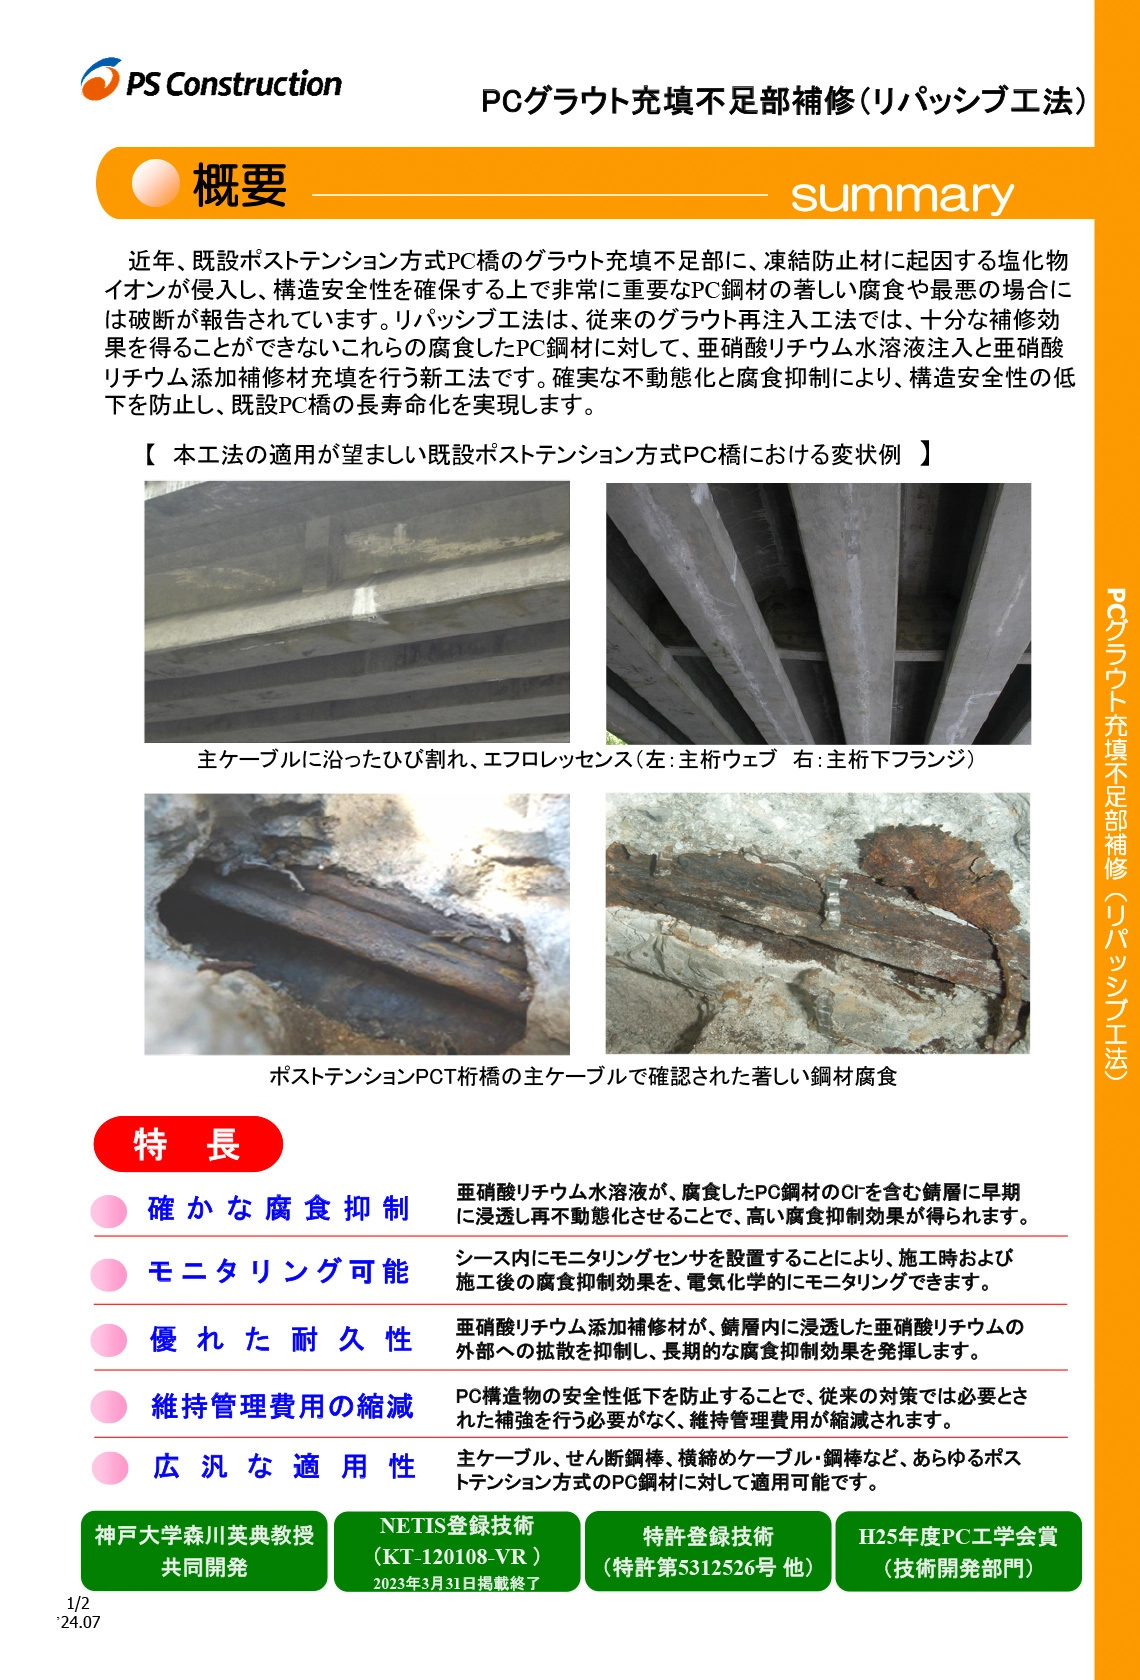 PS Construction
PCグラウト充填不足部補修（リパッシブ工法）
概要
summary
近年、既設ポストテンション方式PC橋のグラウト充填不足部に、凍結防止材に起因する塩化物
イオンが侵入し、構造安全性を確保する上で非常に重要なPC鋼材の著しい腐食や最悪の場合に
は破断が報告されています。リパッシブ工法は、従来のグラウト再注入工法では、十分な補修効
果を得ることができないこれらの腐食したPC鋼材に対して、亜硝酸リチウム水溶液注入と亜硝酸
リチウム添加補修材充填を行う新工法です。確実な不動態化と腐食抑制により、構造安全性の低
下を防止し、既設PC橋の長寿命化を実現します。
【 本工法の適用が望ましい既設ポストテンション方式PC橋における変状例 】
主ケーブルに沿ったひび割れ、エフロレッセンス（左：主桁ウェブ 右：主桁下フランジ）
ポストテンションPCT桁橋の主ケーブルで確認された著しい鋼材腐食
特 長
確かな腐食抑制
亜硝酸リチウム水溶液が、腐食したPC鋼材のCl⁻を含む錆層に早期
に浸透し再不動態化させることで、高い腐食抑制効果が得られます。
モニタリング可能
シース内にモニタリングセンサを設置することにより、施工時および
施工後の腐食抑制効果を、電気化学的にモニタリングできます。
優れた耐久性
亜硝酸リチウム添加補修材が、錆層内に浸透した亜硝酸リチウムの
外部への拡散を抑制し、長期的な腐食抑制効果を発揮します。
維持管理費用の縮減
PC構造物の安全性低下を防止することで、従来の対策では必要とさ
れた補強を行う必要がなく、維持管理費用が縮減されます。
広汎な適用性
主ケーブル、せん断鋼棒、横締めケーブル・鋼棒など、あらゆるポス
トテンション方式のPC鋼材に対して適用可能です。
神戸大学森川英典教授
共同開発
NETIS登録技術
（KT-120108-VR ）
2023年3月31日掲載終了
特許登録技術
（特許第5312526号 他）
H25年度PC工学会賞
（技術開発部門）
1/2
’24.07
PCグラウト充填不足部補修（リパッシブ工法）